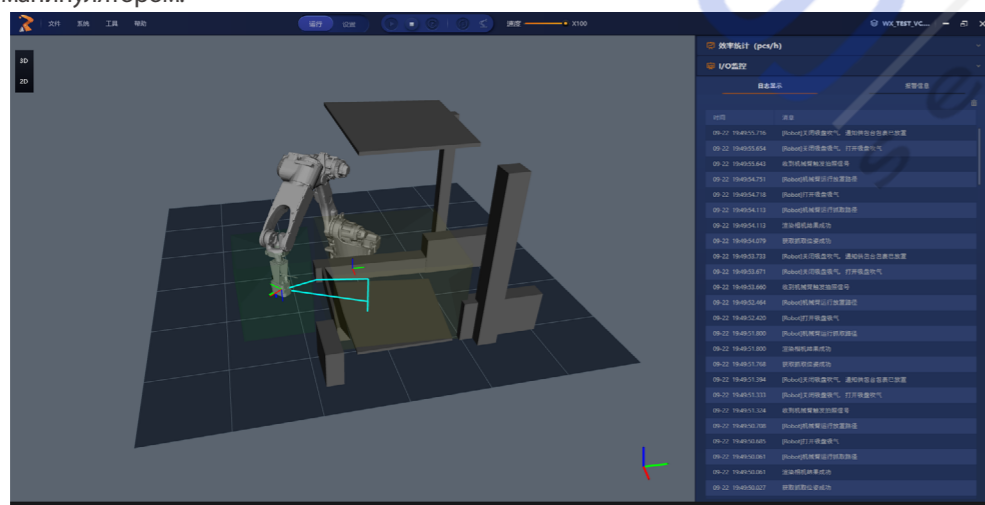 манипулятором.
文件 系统 工具 帮助 运行 设置 速度 X100 WX_TEST_VC...
3D
2D
效率统计 (pcs/h)
I/O监控
日志显示 报警信息
时间 消息
09-22 19:49:55.716 [Robot]关闭吸盘吹气，通知供包台包裹已放置
09-22 19:49:55.654 [Robot]关闭吸盘吸气，打开吸盘吹气
09-22 19:49:55.643 收到机械臂触发拍照信号
09-22 19:49:54.751 [Robot]机械臂运行放置路径
09-22 19:49:54.718 [Robot]打开吸盘吸气
09-22 19:49:54.113 [Robot]机械臂运行抓取路径
09-22 19:49:54.113 渲染相机结果成功
09-22 19:49:54.079 获取抓取位姿成功
09-22 19:49:53.733 [Robot]关闭吸盘吹气，通知供包台包裹已放置
09-22 19:49:53.671 [Robot]关闭吸盘吸气，打开吸盘吹气
09-22 19:49:53.660 收到机械臂触发拍照信号
09-22 19:49:52.464 [Robot]机械臂运行放置路径
09-22 19:49:52.420 [Robot]打开吸盘吸气
09-22 19:49:51.800 [Robot]机械臂运行抓取路径
09-22 19:49:51.800 渲染相机结果成功
09-22 19:49:51.768 获取抓取位姿成功
09-22 19:49:51.394 [Robot]关闭吸盘吹气，通知供包台包裹已放置
09-22 19:49:51.333 [Robot]关闭吸盘吸气，打开吸盘吹气
09-22 19:49:51.324 收到机械臂触发拍照信号
09-22 19:49:50.708 [Robot]机械臂运行放置路径
09-22 19:49:50.685 [Robot]打开吸盘吸气
09-22 19:49:50.061 [Robot]机械臂运行抓取路径
09-22 19:49:50.061 渲染相机结果成功
09-22 19:49:50.027 获取抓取位姿成功